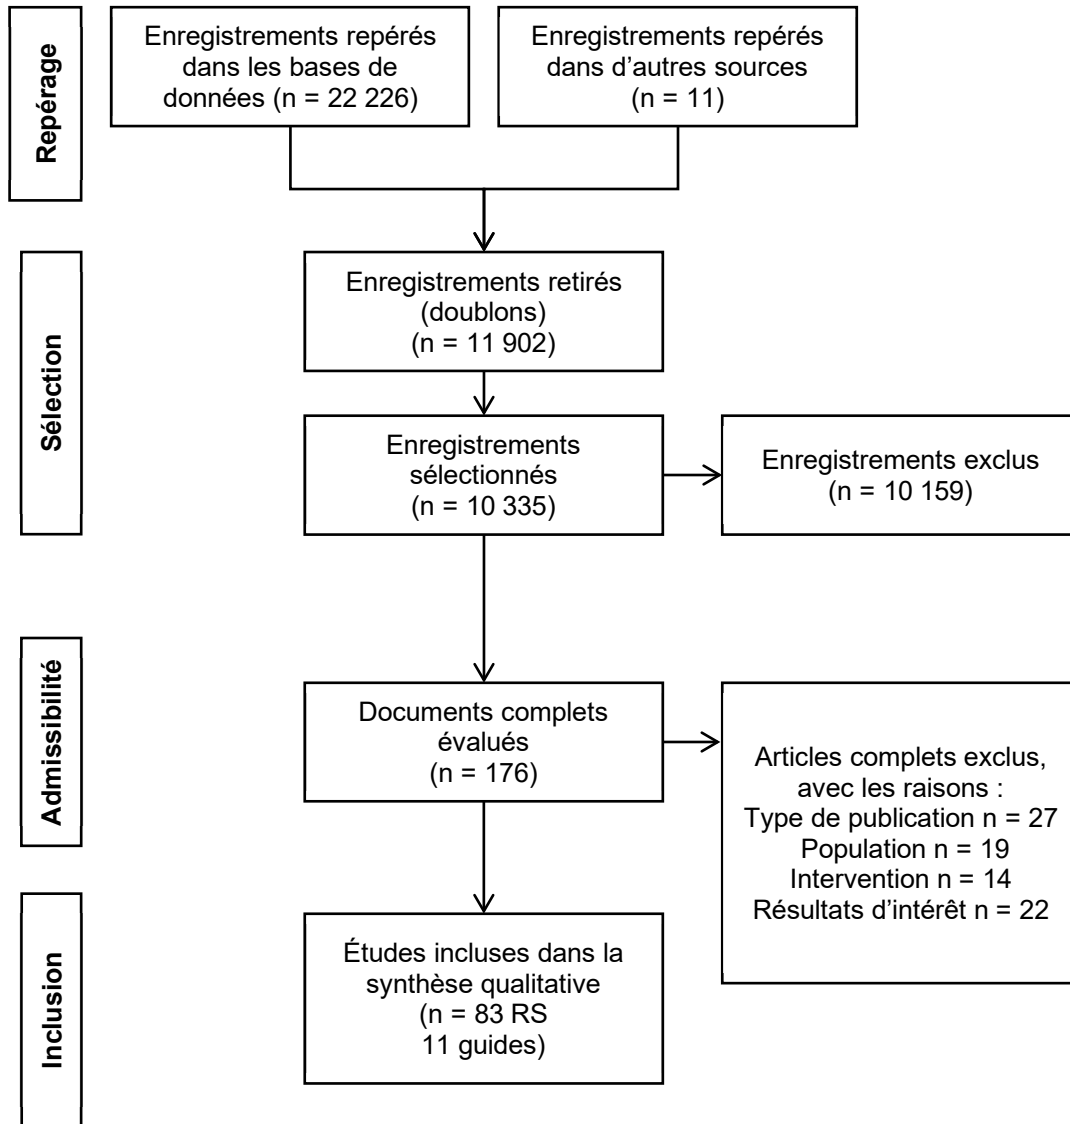 Repérage
Enregistrements repérés
dans les bases de
données (n = 22 226)
Enregistrements repérés
dans d’autres sources
(n = 11)
Sélection
Enregistrements retirés
(doublons)
(n = 11 902)
Enregistrements
sélectionnés
(n = 10 335)
Enregistrements exclus
(n = 10 159)
Admissibilité
Documents complets
évalués
(n = 176)
Articles complets exclus,
avec les raisons :
Type de publication n = 27
Population n = 19
Intervention n = 14
Résultats d’intérêt n = 22
Inclusion
Études incluses dans la
synthèse qualitative
(n = 83 RS
11 guides)